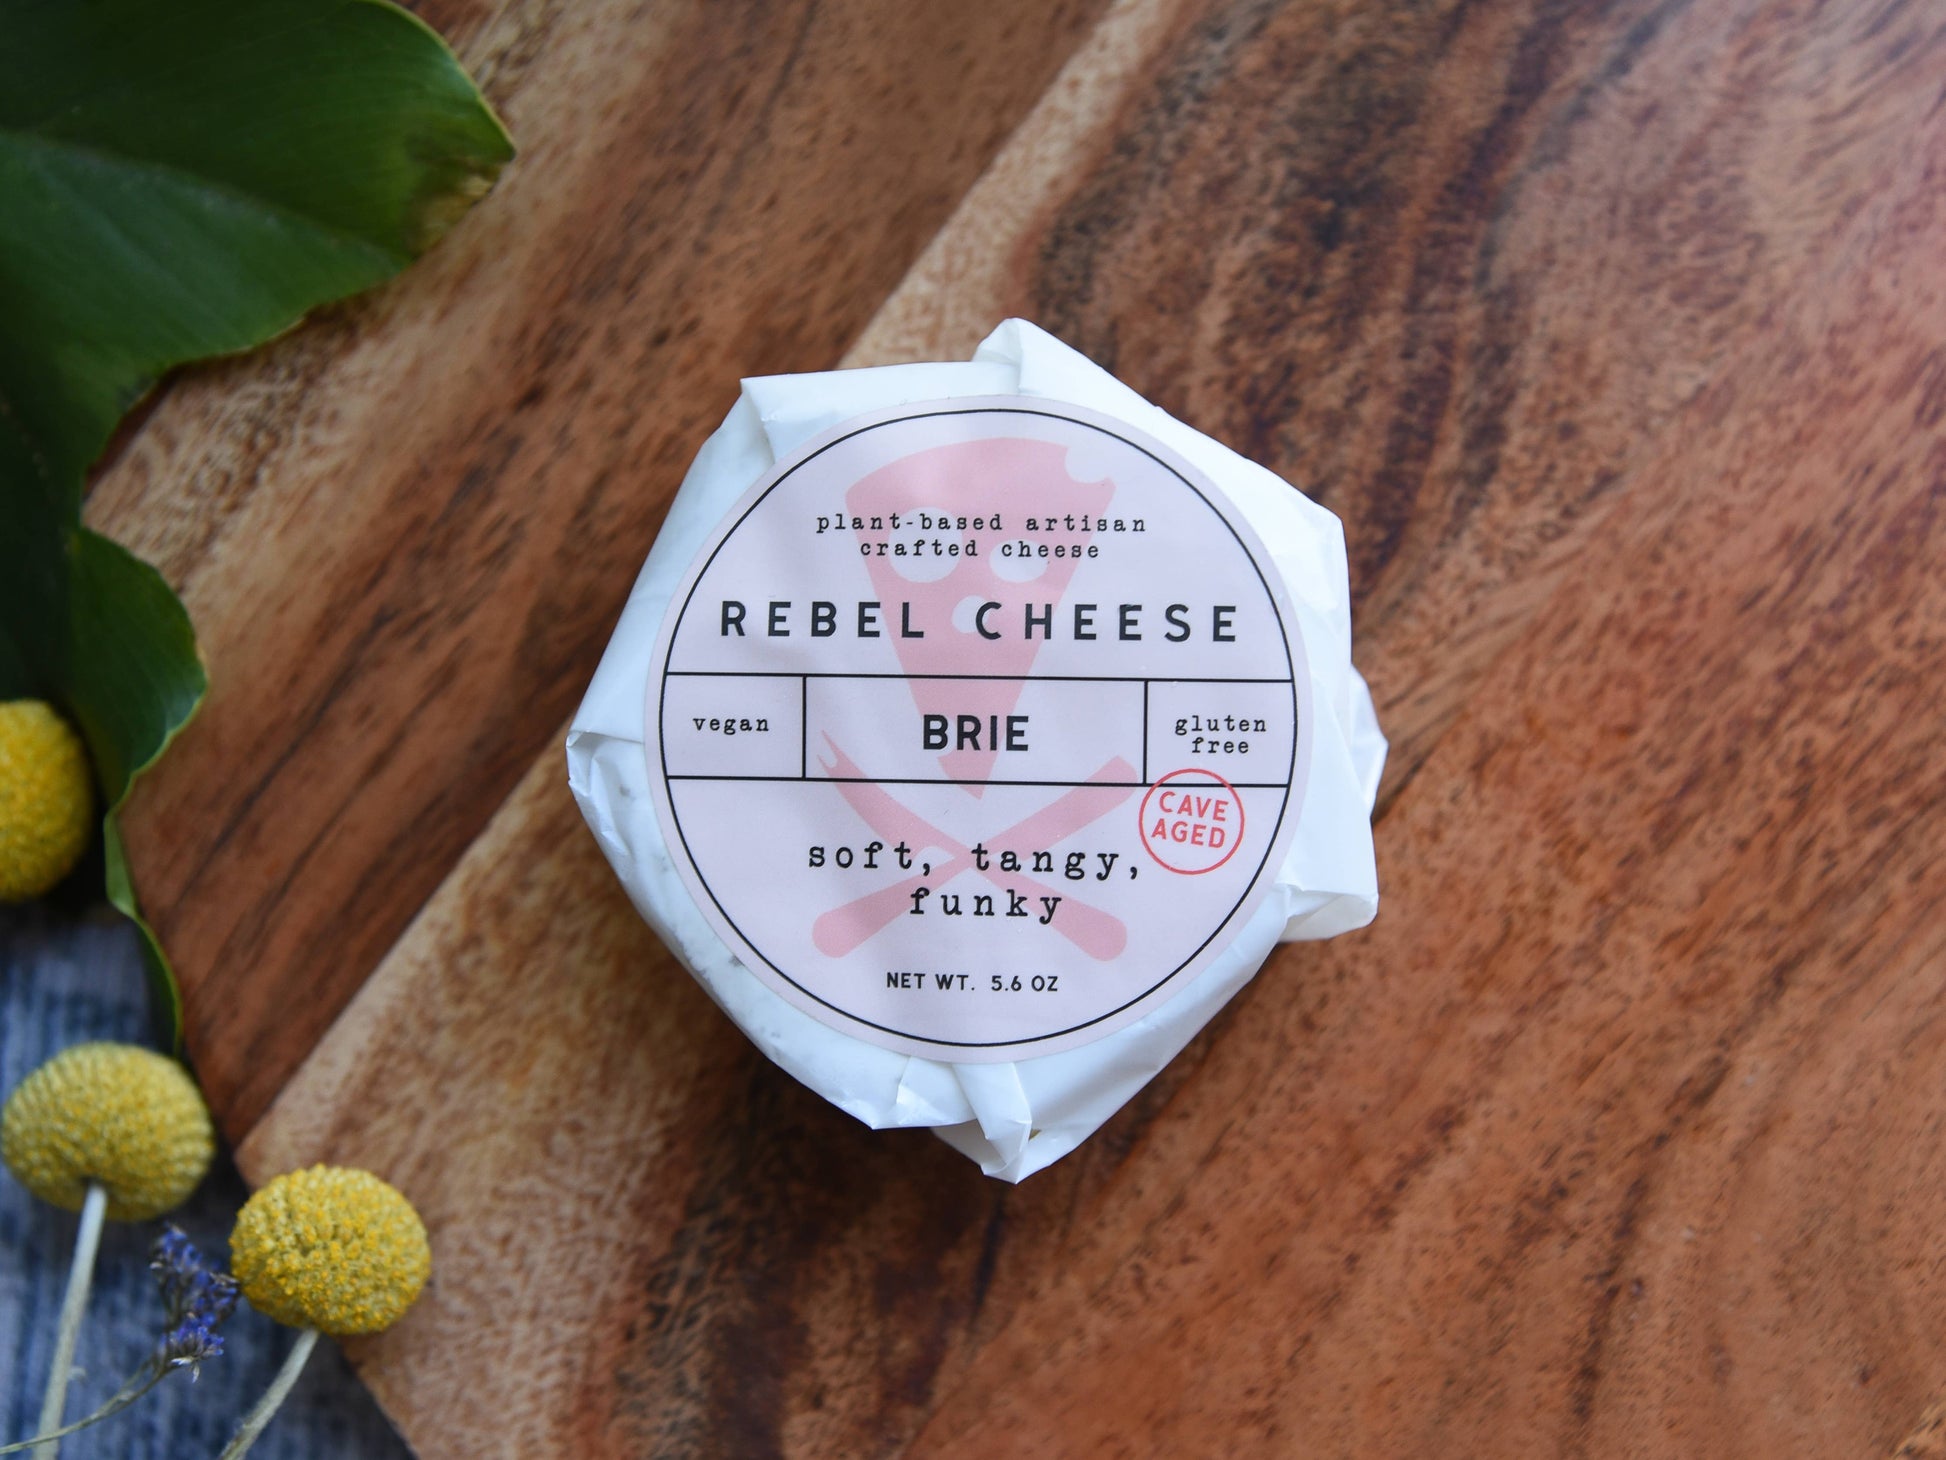 plant-based artisan
crafted cheese
REBEL CHEESE
vegan
BRIE
gluten
free
CAVE
AGED
soft, tangy,
funky
NET WT. 5.6 OZ